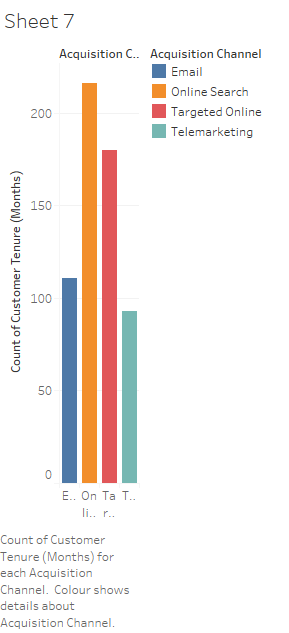 Sheet 7
Acquisition C.. Acquisition Channel
Email
Online Search
Targeted Online
Telemarketing
Count of Customer Tenure (Months)
200
150
100
50
0
E.. On Ta T..
li.. r..
Count of Customer
Tenure (Months) for
each Acquisition
Channel. Colour shows
details about
Acquisition Channel.